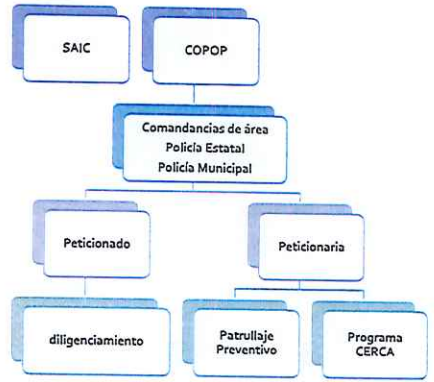 SAIC
COPOP
Comandancias de área
Policía Estatal
Policía Municipal
Peticionado
Peticionaria
diligenciamiento
Patrullaje
Preventivo
Programa
CERCA